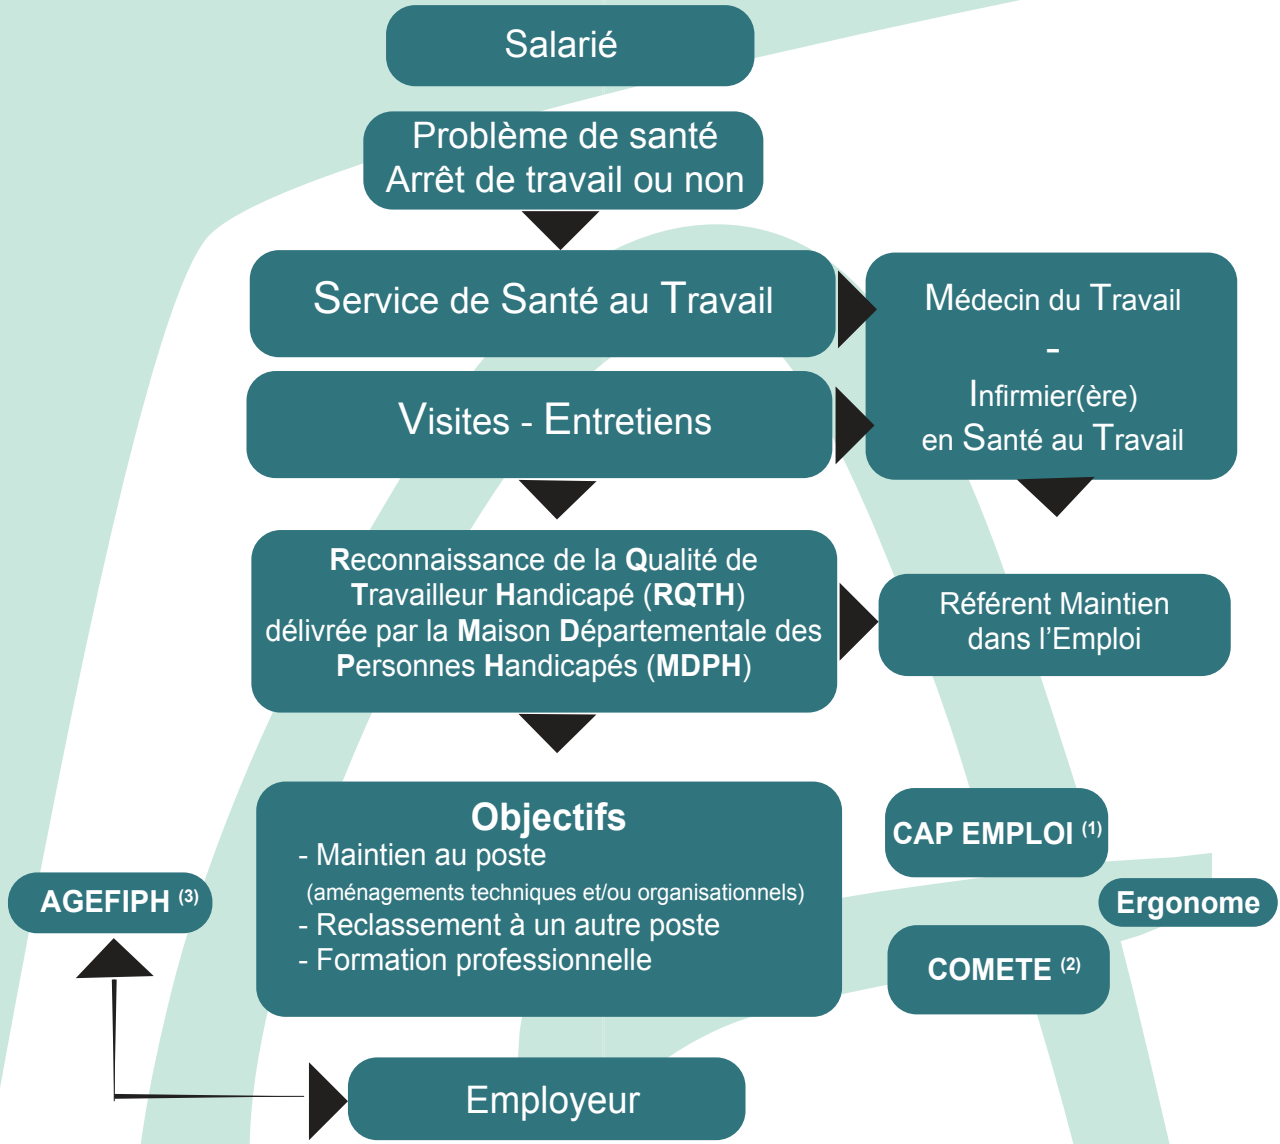 Salarié
Problème de santé
Arrêt de travail ou non
Service de Santé au Travail
Médecin du Travail
-
Infirmier(ère)
en Santé au Travail
Visites - Entretiens
Reconnaissance de la Qualité de
Travailleur Handicapé (RQTH)
délivrée par la Maison Départementale des
Personnes Handicapés (MDPH)
Référent Maintien
dans l’Emploi
Objectifs
- Maintien au poste
(aménagements techniques et/ou organisationnels)
- Reclassement à un autre poste
- Formation professionnelle
CAP EMPLOI (1)
AGEFIPH (3)
Ergonome
COMETE (2)
Employeur